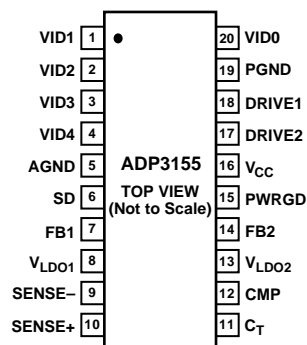 VID1 1 20 VID0
VID2 2 19 PGND
VID3 3 18 DRIVE1
VID4 4 17 DRIVE2
AGND 5 ADP3155 16 VCC
SD 6 TOP VIEW 15 PWRGD
(Not to Scale)
FB1 7 14 FB2
VLDO1 8 13 VLDO2
SENSE– 9 12 CMP
SENSE+ 10 11 CT